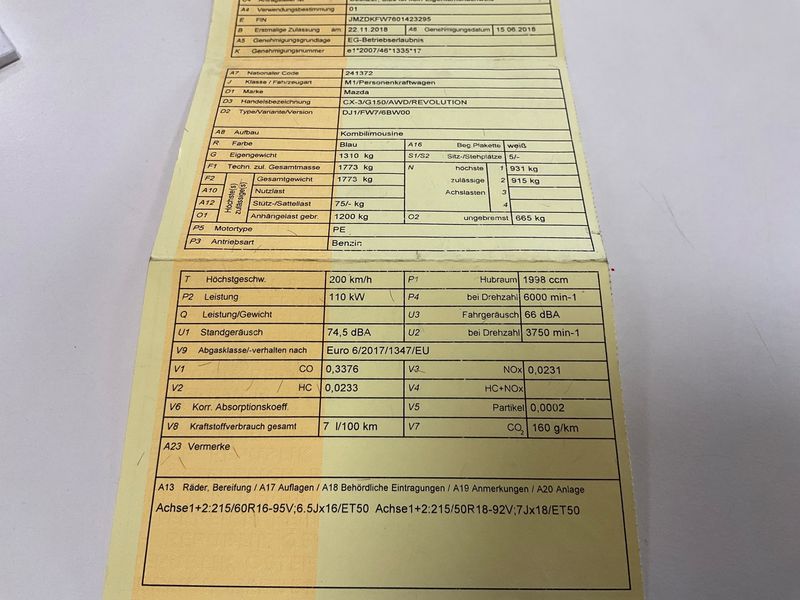 A4 Verwendungsbestimmung 01
E FIN JMZDKFW7601423295
B Erstmalige Zulassung am: 22.11.2018 A6 Genehmigungsdatum 15.06.2018
A5 Genehmigungsgrundlage EG-Betriebserlaubnis
K Genehmigungsnummer e1*2007/46*1335*17
A7 Nationaler Code 241372
J Klasse / Fahrzeugart M1/Personenkraftwagen
D1 Marke Mazda
D3 Handelsbezeichnung CX-3/G150/AWD/REVOLUTION
D2 Type/Variante/Version DJ1/FW7/6BW00
A8 Aufbau Kombilimousine
R Farbe Blau A16 Beg.Plakette weiß
G Eigengewicht 1310 kg S1/S2 Sitz-/Stehplätze 5/-
F1 Techn. zul. Gesamtmasse 1773 kg N höchste 1 931 kg
F2 Höchste(s) zulässige(s) Gesamtgewicht 1773 kg zulässige 2 915 kg
A10 Nutzlast Achslasten 3
A12 Stütz-/Sattellast 75/- kg 4
O1 Anhängelast gebr. 1200 kg O2 ungebremst 665 kg
P5 Motortype PE
P3 Antriebsart Benzin
T Höchstgeschw. 200 km/h P1 Hubraum 1998 ccm
P2 Leistung 110 kW P4 bei Drehzahl 6000 min-1
Q Leistung/Gewicht U3 Fahrgeräusch 66 dBA
U1 Standgeräusch 74,5 dBA U2 bei Drehzahl 3750 min-1
V9 Abgasklasse/-verhalten nach Euro 6/2017/1347/EU
V1 CO 0,3376 V3 NOx 0,0231
V2 HC 0,0233 V4 HC+NOx
V6 Korr. Absorptionskoeff. V5 Partikel 0,0002
V8 Kraftstoffverbrauch gesamt 7 l/100 km V7 CO2 160 g/km
A23 Vermerke
A13 Räder, Bereifung / A17 Auflagen / A18 Behördliche Eintragungen / A19 Anmerkungen / A20 Anlage
Achse1+2:215/60R16-95V;6.5Jx16/ET50 Achse1+2:215/50R18-92V;7Jx18/ET50